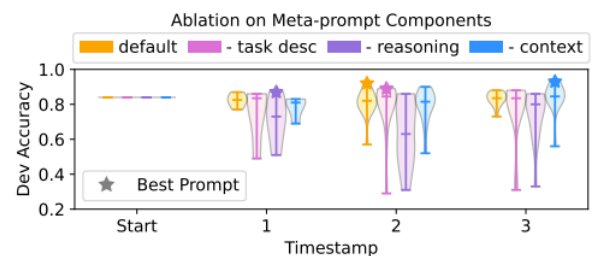 Ablation on Meta-prompt Components
default - task desc - reasoning - context
Dev Accuracy
1.0
0.8
0.6
0.4
0.2
Best Prompt
Start 1 2 3
Timestamp